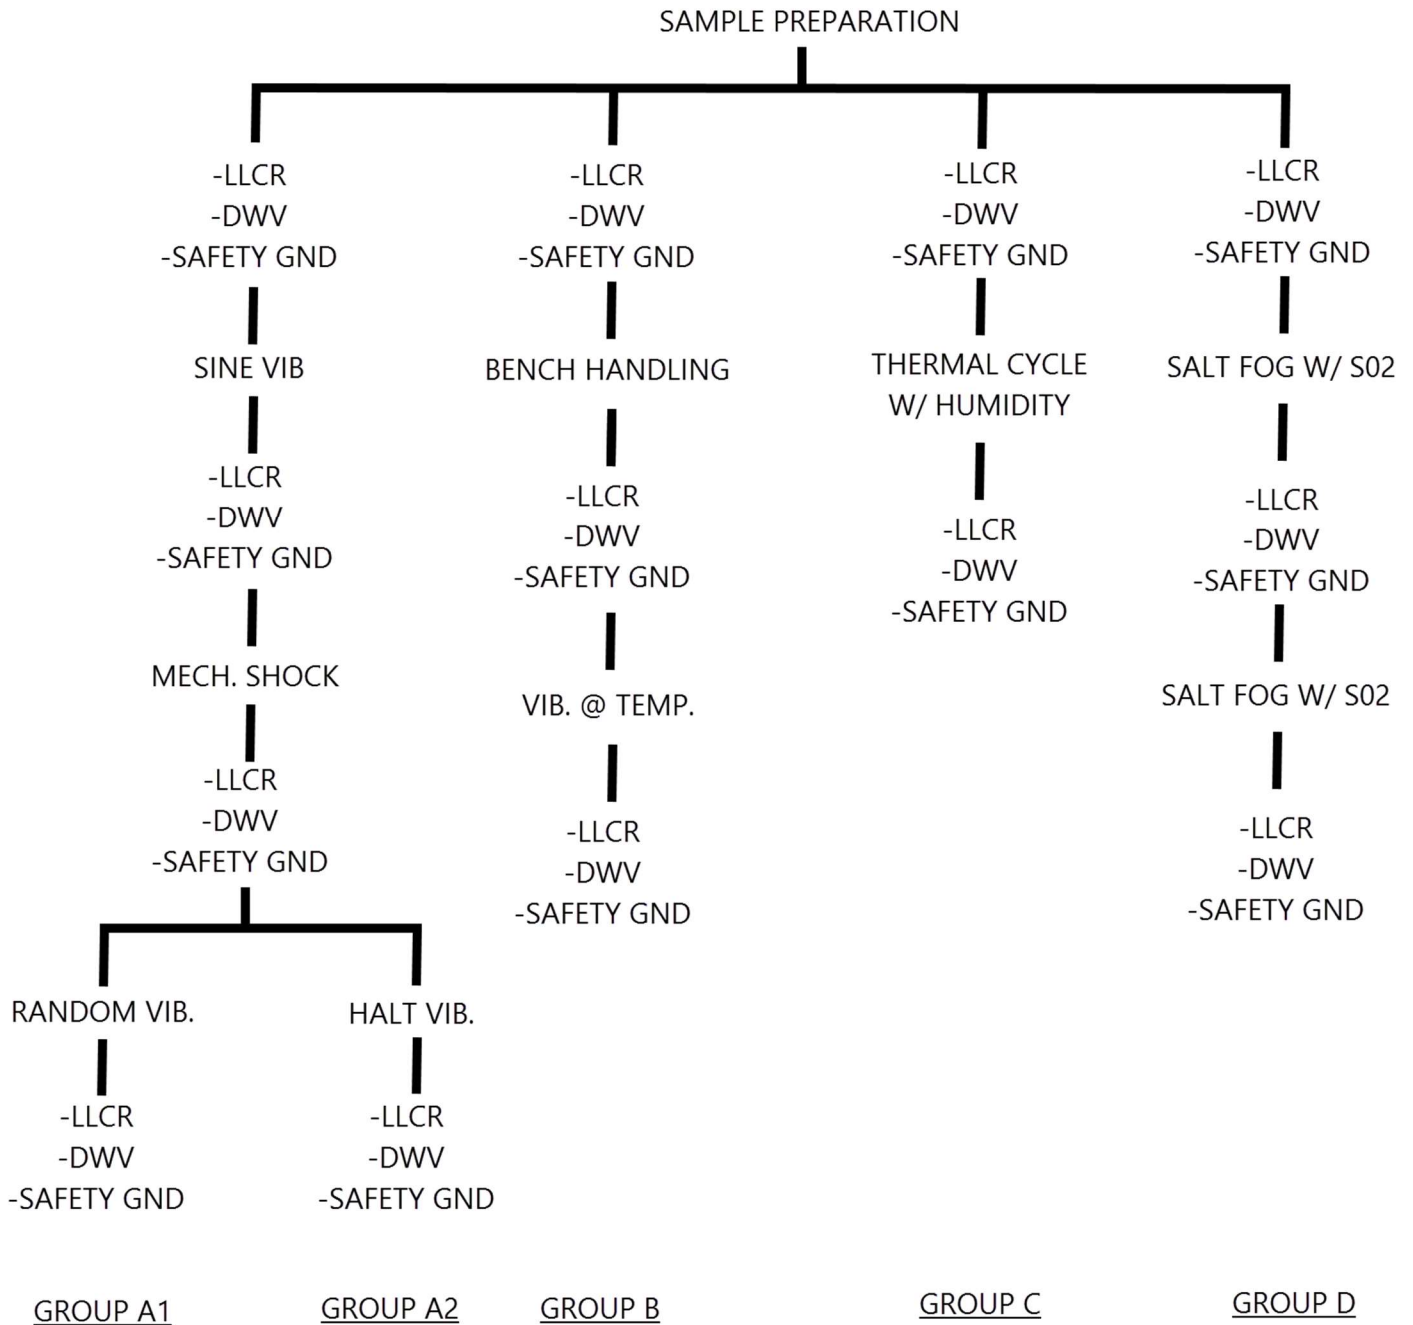 SAMPLE PREPARATION
-LLCR
-DWV
-SAFETY GND
SINE VIB
-LLCR
-DWV
-SAFETY GND
MECH. SHOCK
-LLCR
-DWV
-SAFETY GND
RANDOM VIB.
-LLCR
-DWV
-SAFETY GND
GROUP A1
HALT VIB.
-LLCR
-DWV
-SAFETY GND
GROUP A2
-LLCR
-DWV
-SAFETY GND
BENCH HANDLING
-LLCR
-DWV
-SAFETY GND
VIB. @ TEMP.
-LLCR
-DWV
-SAFETY GND
GROUP B
-LLCR
-DWV
-SAFETY GND
THERMAL CYCLE
W/ HUMIDITY
-LLCR
-DWV
-SAFETY GND
GROUP C
-LLCR
-DWV
-SAFETY GND
SALT FOG W/ S02
-LLCR
-DWV
-SAFETY GND
SALT FOG W/ S02
-LLCR
-DWV
-SAFETY GND
GROUP D